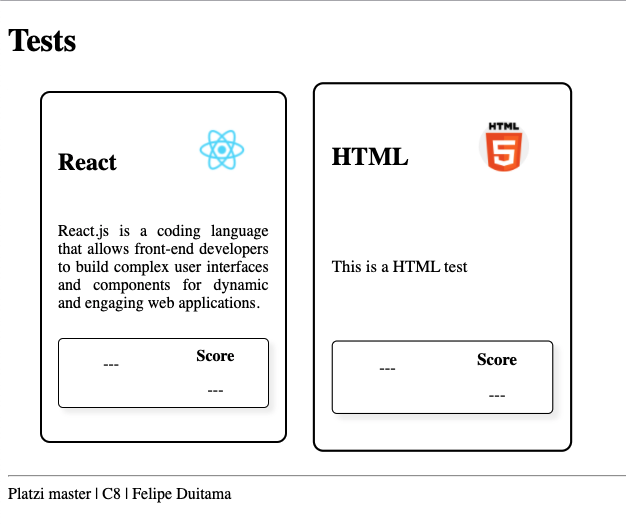 Tests
React
React.js is a coding language
that allows front-end developers
to build complex user interfaces
and components for dynamic
and engaging web applications.
---
Score
---
HTML
HTML
5
This is a HTML test
---
Score
---
Platzi master | C8 | Felipe Duitama